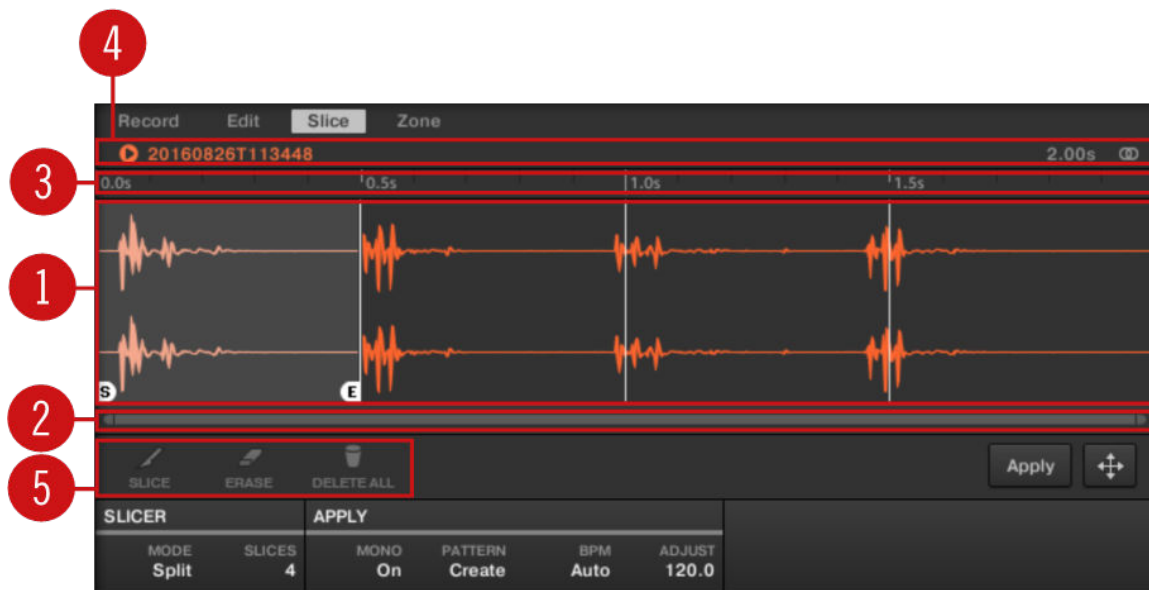 4
Record Edit Slice Zone
20160826T113448 2.00s
3
0.0s 0.5s 1.0s 1.5s
1
S E
2
5
SLICE ERASE DELETE ALL Apply
SLICER APPLY
MODE SLICES MONO PATTERN BPM ADJUST
Split 4 On Create Auto 120.0